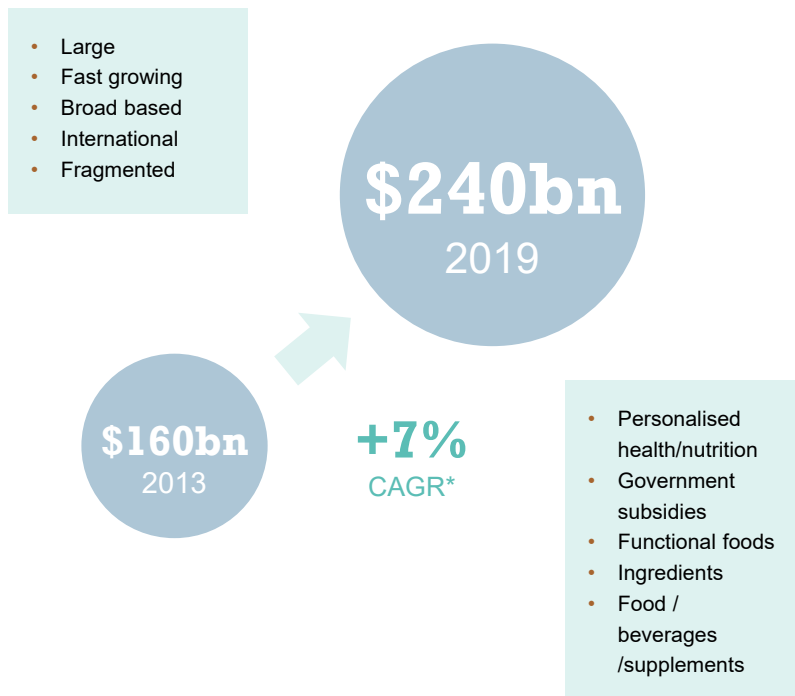 • Large
• Fast growing
• Broad based
• International
• Fragmented
$240bn
2019
$160bn
2013
+7%
CAGR*
• Personalised
health/nutrition
• Government
subsidies
• Functional foods
• Ingredients
• Food /
beverages
/supplements